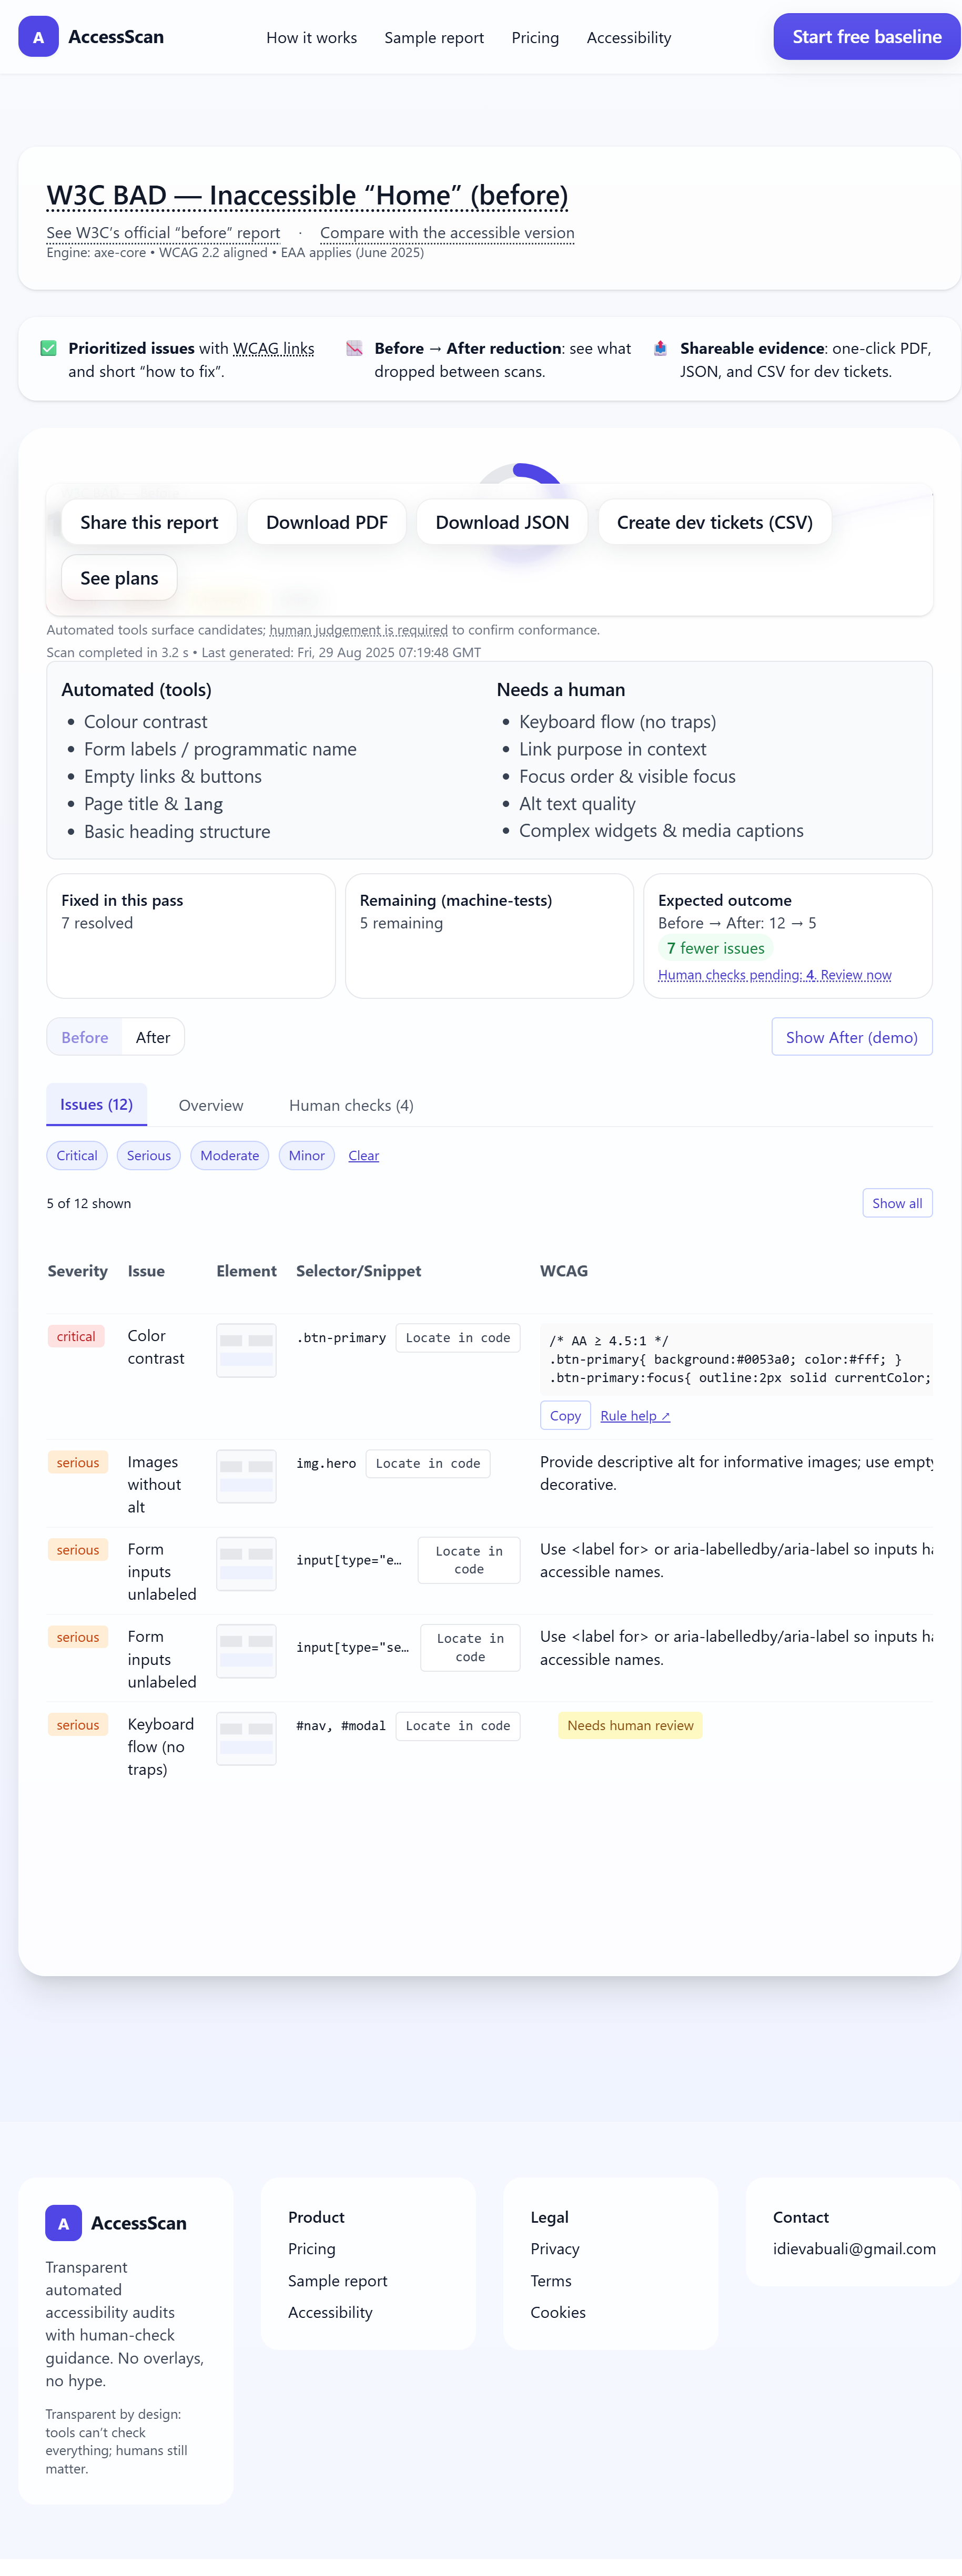 A AccessScan How it works Sample report Pricing Accessibility Start free baseline
W3C BAD — Inaccessible “Home” (before)
See W3C’s official “before” report · Compare with the accessible version
Engine: axe-core • WCAG 2.2 aligned • EAA applies (June 2025)
✅ Prioritized issues with WCAG links
and short “how to fix”.
📉 Before → After reduction: see what
dropped between scans.
📤 Shareable evidence: one-click PDF,
JSON, and CSV for dev tickets.
Share this report Download PDF Download JSON Create dev tickets (CSV)
See plans
Automated tools surface candidates; human judgement is required to confirm conformance.
Scan completed in 3.2 s • Last generated: Fri, 29 Aug 2025 07:19:48 GMT
Automated (tools)
• Colour contrast
• Form labels / programmatic name
• Empty links & buttons
• Page title & lang
• Basic heading structure
Needs a human
• Keyboard flow (no traps)
• Link purpose in context
• Focus order & visible focus
• Alt text quality
• Complex widgets & media captions
Fixed in this pass
7 resolved
Remaining (machine-tests)
5 remaining
Expected outcome
Before → After: 12 → 5
7 fewer issues
Human checks pending: 4. Review now
Before After Show After (demo)
Issues (12) Overview Human checks (4)
Critical Serious Moderate Minor Clear
5 of 12 shown Show all
Severity Issue Element Selector/Snippet WCAG
critical
Color
contrast
.btn-primary Locate in code
/* AA ≥ 4.5:1 */
.btn-primary{ background:#0053a0; color:#fff; }
.btn-primary:focus{ outline:2px solid currentColor;
Copy Rule help ↗
serious
Images
without
alt
img.hero Locate in code
Provide descriptive alt for informative images; use empty
decorative.
serious
Form
inputs
unlabeled
input[type="e…
Locate in
code
Use <label for> or aria-labelledby/aria-label so inputs ha
accessible names.
serious
Form
inputs
unlabeled
input[type="se…
Locate in
code
Use <label for> or aria-labelledby/aria-label so inputs ha
accessible names.
serious
Keyboard
flow (no
traps)
#nav, #modal Locate in code
Needs human review
A AccessScan
Transparent
automated
accessibility audits
with human-check
guidance. No overlays,
no hype.
Transparent by design:
tools can’t check
everything; humans still
matter.
Product
Pricing
Sample report
Accessibility
Legal
Privacy
Terms
Cookies
Contact
idievabuali@gmail.com